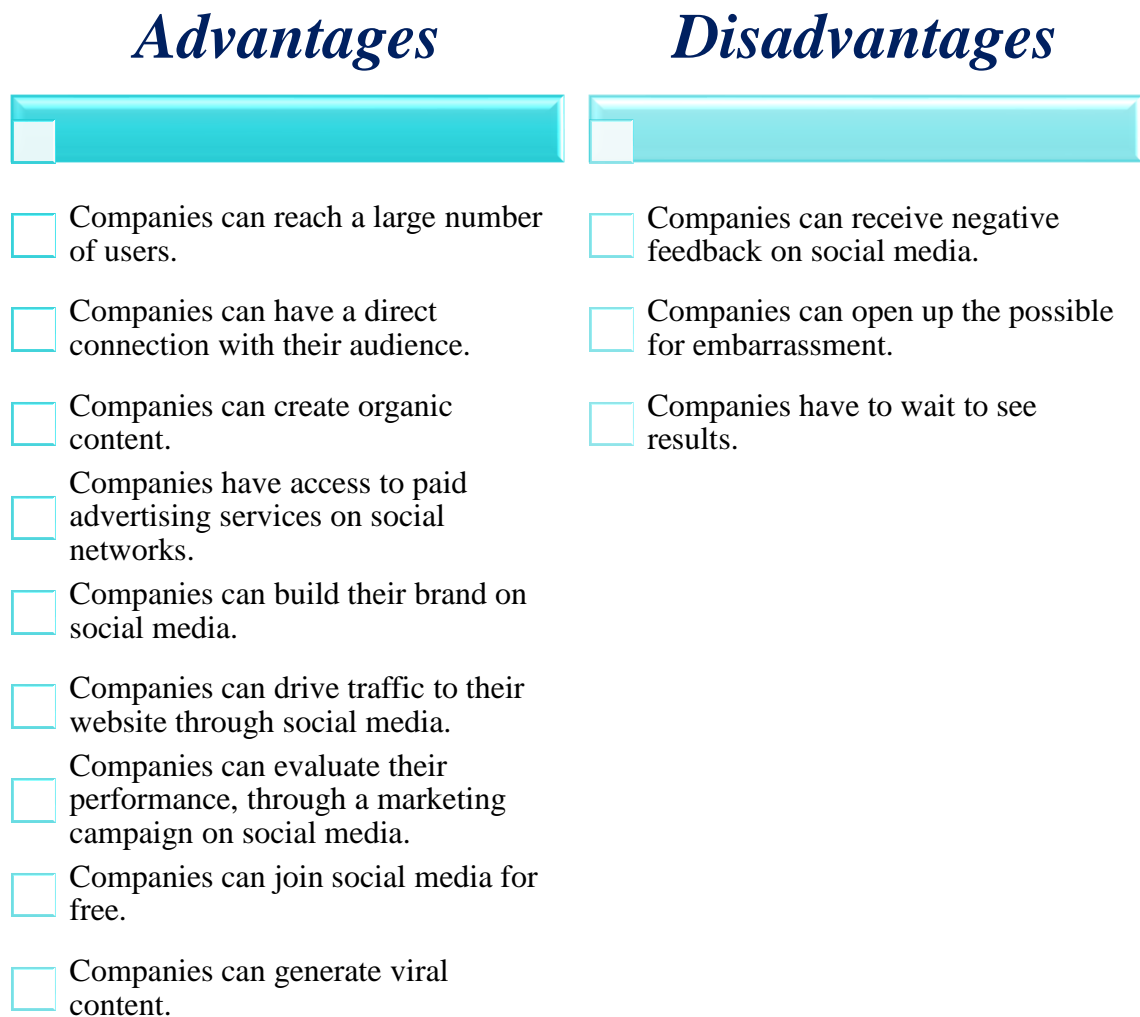 Advantages
Companies can reach a large number
of users.
Companies can have a direct
connection with their audience.
Companies can create organic
content.
Companies have access to paid
advertising services on social
networks.
Companies can build their brand on
social media.
Companies can drive traffic to their
website through social media.
Companies can evaluate their
performance, through a marketing
campaign on social media.
Companies can join social media for
free.
Companies can generate viral
content.
Disadvantages
Companies can receive negative
feedback on social media.
Companies can open up the possible
for embarrassment.
Companies have to wait to see
results.